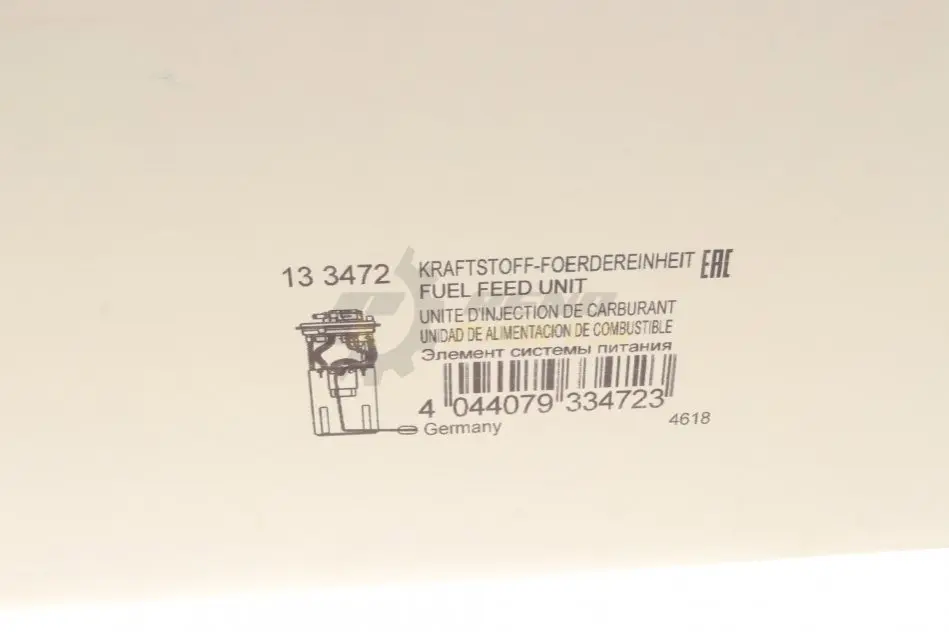 13 3472
KRAFTSTOFF-FOERDEREINHEIT EAC
FUEL FEED UNIT
UNITE D'INJECTION DE CARBURANT
UNIDAD DE ALIMENTACION DE COMBUSTIBLE
Элемент системы питания
4 044079 334723
Germany
4618